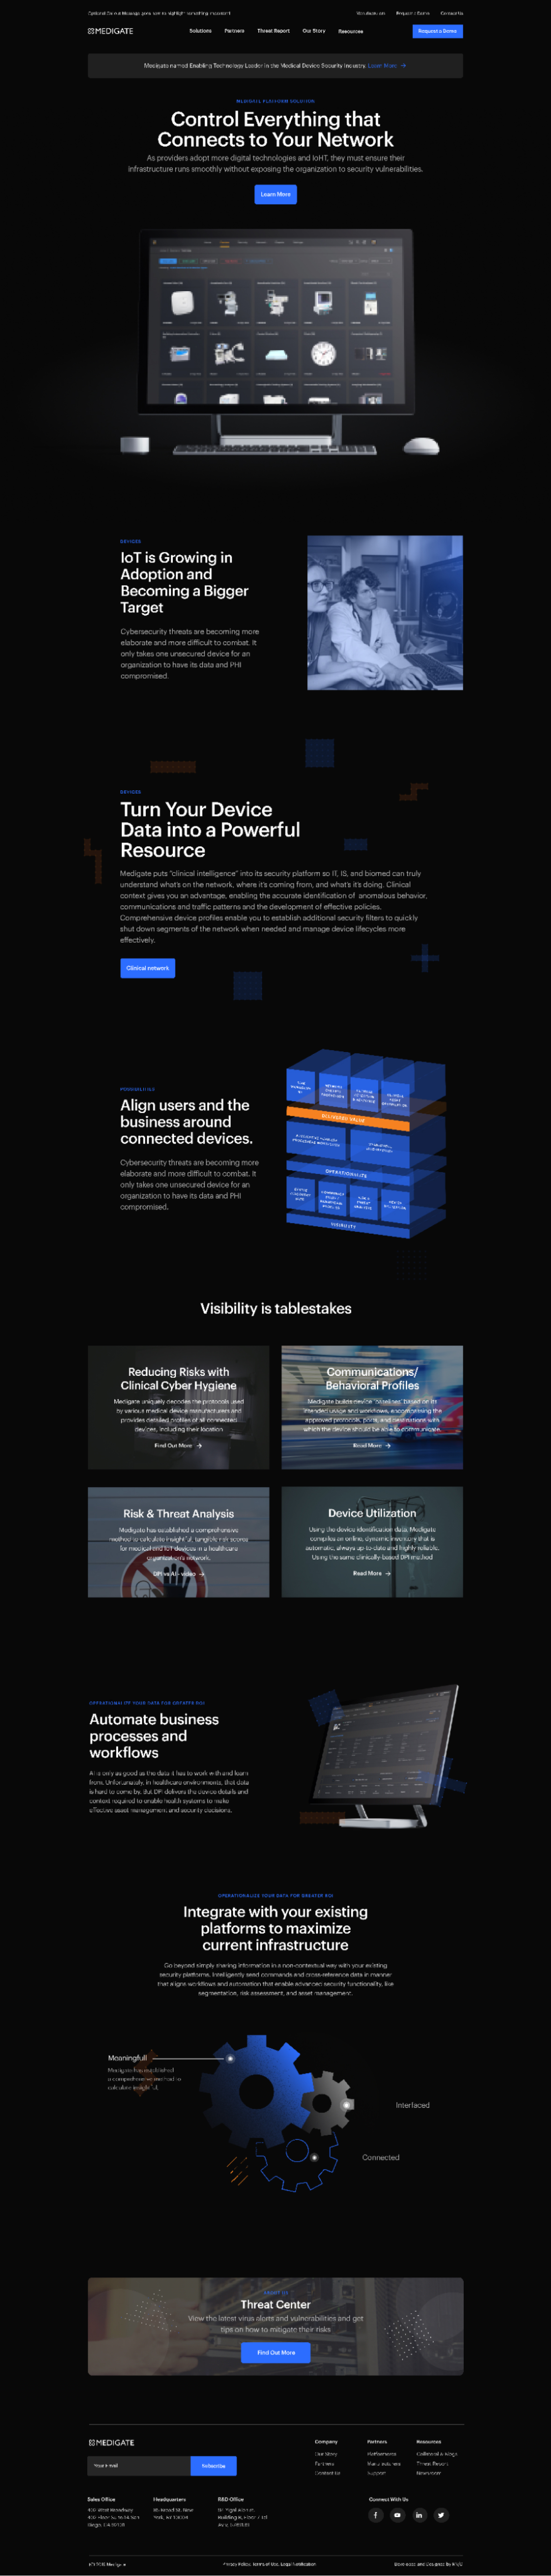 MEDIGATE
Solutions Partners Threat Report Our Story Resources Request a Demo
Medigate named Enabling Technology Leader in the Medical Device Security Industry. Learn More →
MEDIGATE PLATFORM SOLUTION
Control Everything that
Connects to Your Network
As providers adopt more digital technologies and IoHT, they must ensure their
infrastructure runs smoothly without exposing the organization to security vulnerabilities.
Learn More
DEVICES
IoT is Growing in
Adoption and
Becoming a Bigger
Target
Cybersecurity threats are becoming more
elaborate and more difficult to combat. It
only takes one unsecured device for an
organization to have its data and PHI
compromised.
DEVICES
Turn Your Device
Data into a Powerful
Resource
Medigate puts "clinical intelligence" into its security platform so IT, IS, and biomed can truly
understand what's on the network, where it's coming from, and what's it's doing. Clinical
context gives you an advantage, enabling the accurate identification of anomalous behavior,
communications and traffic patterns and the development of effective policies.
Comprehensive device profiles enable you to establish additional security filters to quickly
shut down segments of the network when needed and manage device lifecycles more
effectively.
Clinical network
POSSIBILITIES
Align users and the
business around
connected devices.
Cybersecurity threats are becoming more
elaborate and more difficult to combat. It
only takes one unsecured device for an
organization to have its data and PHI
compromised.
DELIVERED VALUE
OPERATIONALIZE
VISIBILITY
Visibility is tablestakes
Reducing Risks with
Clinical Cyber Hygiene
Medigate uniquely decodes the protocols used
by various medical device manufacturers and
provides detailed profiles of all connected
devices, including their location
Find Out More →
Communications/
Behavioral Profiles
Medigate builds device "baselines" based on its
intended usage and workflows, encompassing the
approved protocols, ports, and destinations with
which the device should be able to communicate.
Read More →
Risk & Threat Analysis
Medigate has established a comprehensive
method to calculate insightful, tangible risk scores
for medical and IoT devices in a healthcare
organization's network.
DPI vs AI - video →
Device Utilization
Using the device identification data, Medigate
compiles an online, dynamic inventory that is
automatic, always up-to-date and highly reliable.
Using the same clinically-based DPI method
Read More →
OPERATIONALIZE YOUR DATA FOR GREATER ROI
Automate business
processes and
workflows
AI is only as good as the data it has to work with and learn
from. Unfortunately, in healthcare environments, that data
is hard to come by, but DPI delivers the device details and
context required to enable health systems to make
effective asset management and security decisions.
OPERATIONALIZE YOUR DATA FOR GREATER ROI
Integrate with your existing
platforms to maximize
current infrastructure
Go beyond simply sharing information in a non-contextual way with your existing
security platforms. Intelligently send commands and cross-reference data in manner
that aligns workflows and automation that enable advanced security functionality, like
segmentation, risk assessment, and asset management.
Meaningfull
Medigate has established
a comprehensive method to
calculate insightful,
Interlaced
Connected
ABOUT US
Threat Center
View the latest virus alerts and vulnerabilities and get
tips on how to mitigate their risks
Find Out More
MEDIGATE
Your e-mail Subscribe
Company Partners Resources
Our Story
Partners Support Newsroom
Contact Us
Sales Office Headquarters R&D Office Connect With Us
Privacy Policy, Terms of Use, Legal Notification